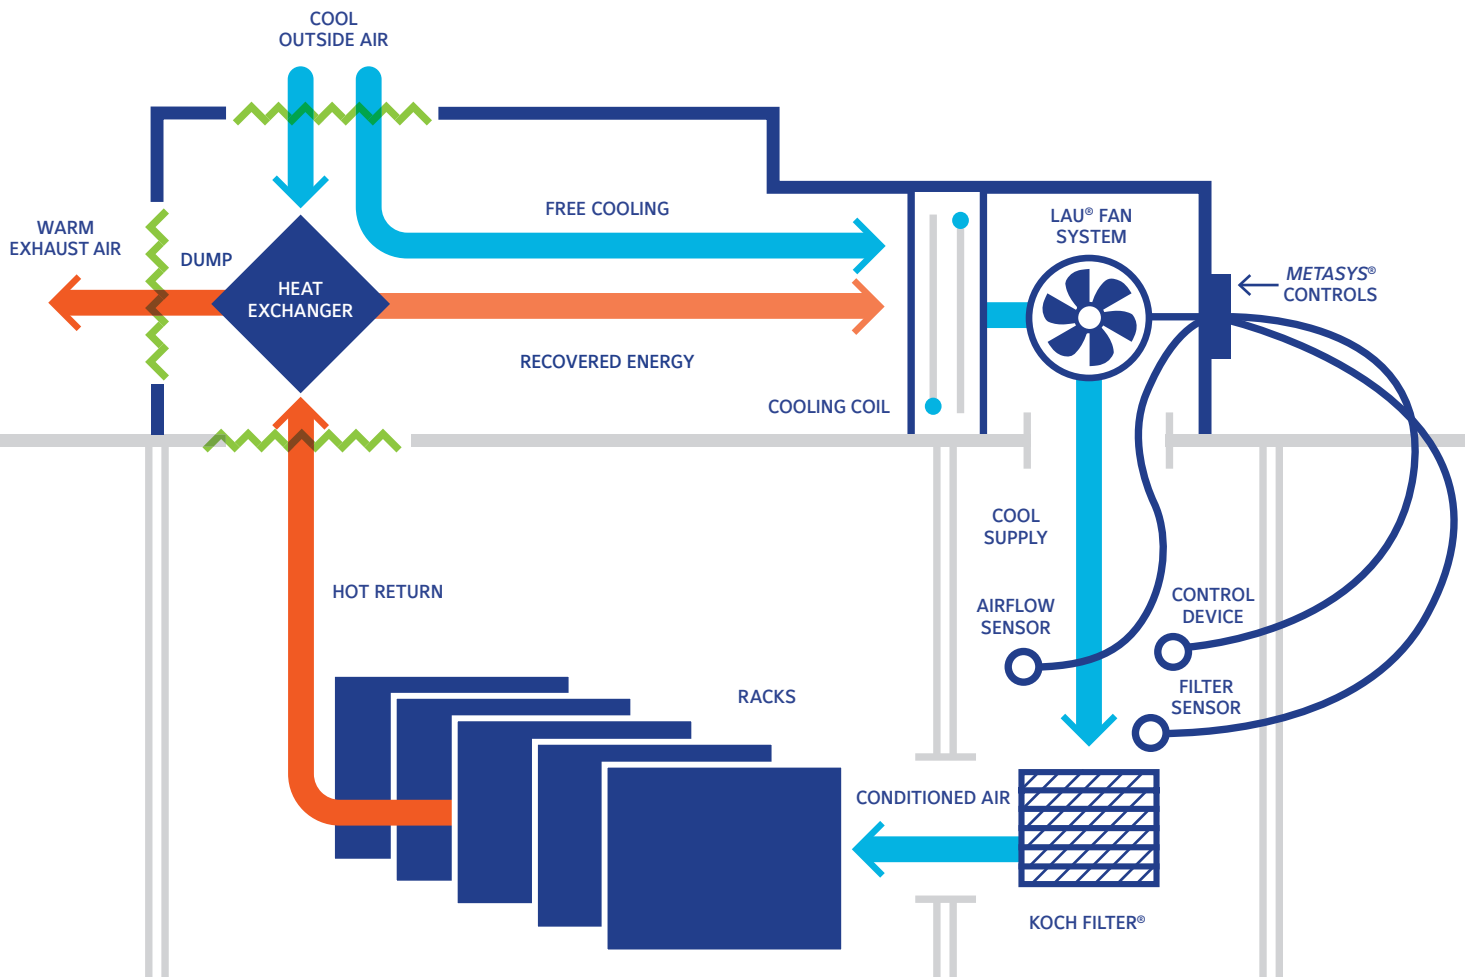 COOL
OUTSIDE AIR
FREE COOLING
LAU® FAN
SYSTEM
WARM
EXHAUST AIR
DUMP
METASYS®
CONTROLS
HEAT
EXCHANGER
RECOVERED ENERGY
COOLING COIL
COOL
SUPPLY
HOT RETURN
AIRFLOW
SENSOR
CONTROL
DEVICE
FILTER
SENSOR
RACKS
CONDITIONED AIR
KOCH FILTER®